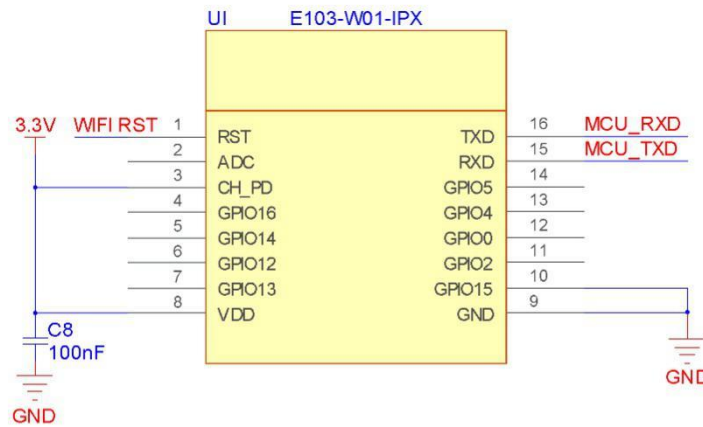 UI E103-W01-IPX
3.3V WIFI RST 1 RST TXD 16 MCU_RXD
2 ADC RXD 15 MCU_TXD
3 CH_PD GPIO5 14
4 GPIO16 GPIO4 13
5 GPIO14 GPIO0 12
6 GPIO12 GPIO2 11
7 GPIO13 GPIO15 10
8 VDD GND 9
C8
100nF
GND
GND